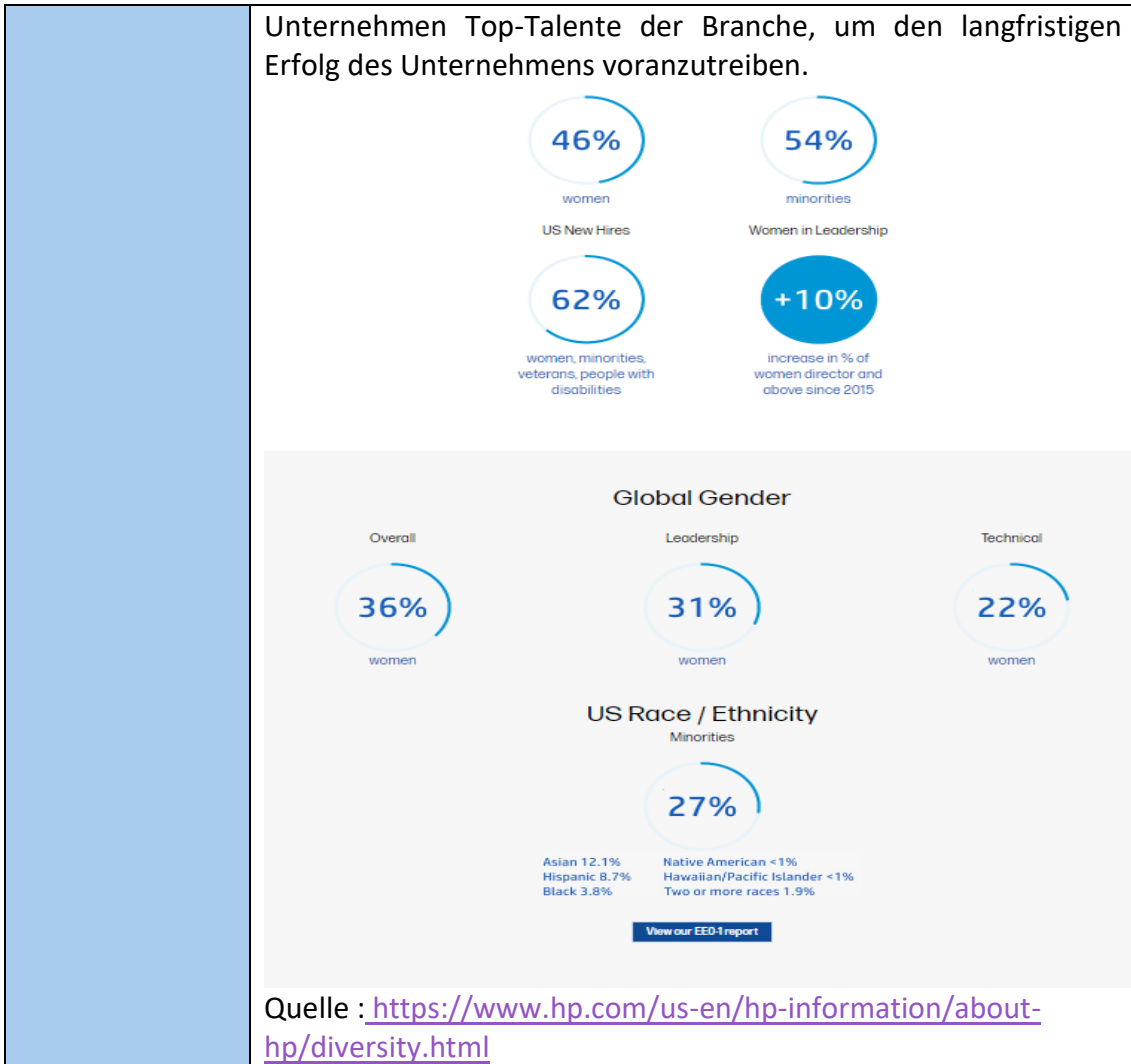 Unternehmen Top-Talente der Branche, um den langfristigen
Erfolg des Unternehmens voranzutreiben.
46%
women
54%
minorities
US New Hires
62%
women, minorities,
veterans, people with
disabilities
Women in Leadership
+10%
increase in % of
women director and
above since 2015
Global Gender
Overall
36%
women
Leadership
31%
women
Technical
22%
women
US Race / Ethnicity
Minorities
27%
Asian 12.1%
Hispanic 8.7%
Black 3.8%
Native American <1%
Hawaiian/Pacific Islander <1%
Two or more races 1.9%
View our EEO-1 report
Quelle : https://www.hp.com/us-en/hp-information/about-
hp/diversity.html